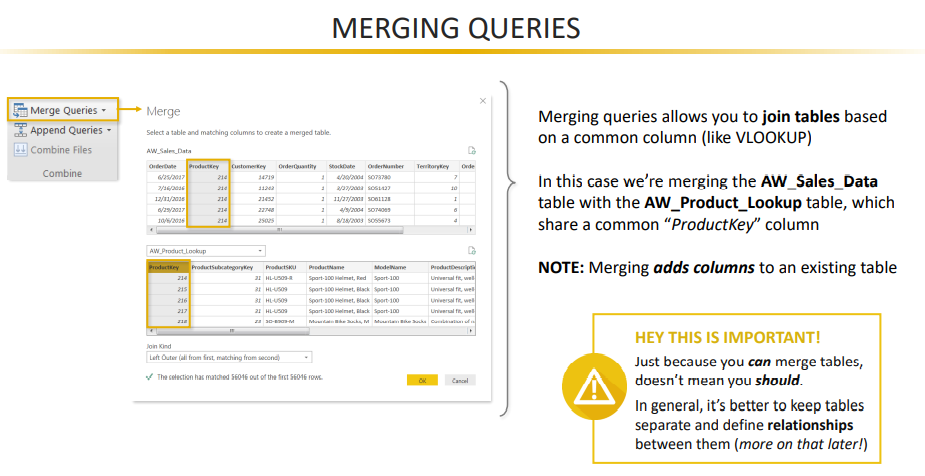 MERGING QUERIES
Merge Queries
Append Queries
Combine Files
Combine
Merge
Select a table and matching columns to create a merged table.
AW_Sales_Data
OrderDate ProductKey CustomerKey OrderQuantity StockDate OrderNumber TerritoryKey Orde
6/25/2017 214 14719 1 4/20/2004 SO73780 7
7/16/2016 214 11243 1 3/27/2003 SO51427 10
12/31/2016 214 21452 1 11/27/2003 SO61128 1
6/29/2017 214 22748 1 4/9/2004 SO74069 6
10/6/2016 214 25023 1 8/18/2003 SO55673 4
AW_Product_Lookup
ProductKey ProductSubcategoryKey ProductSKU ProductName ModelName ProductDescripti
214 31 HL-U509-R Sport-100 Helmet, Red Sport-100 Universal fit, well
215 31 HL-U509 Sport-100 Helmet, Black Sport-100 Universal fit, well
216 31 HL-U509 Sport-100 Helmet, Black Sport-100 Universal fit, well
217 31 HL-U509 Sport-100 Helmet, Black Sport-100 Universal fit, well
218 23 SO-B909-M Mountain Bike Socks, M Mountain Bike Socks Combination of n
Join Kind
Left Outer (all from first, matching from second)
The selection has matched 56046 out of the first 56046 rows.
OK Cancel
Merging queries allows you to join tables based
on a common column (like VLOOKUP)
In this case we're merging the AW_Sales_Data
table with the AW_Product_Lookup table, which
share a common “ProductKey” column
NOTE: Merging adds columns to an existing table
HEY THIS IS IMPORTANT!
Just because you can merge tables,
doesn't mean you should.
In general, it's better to keep tables
separate and define relationships
between them (more on that later!)